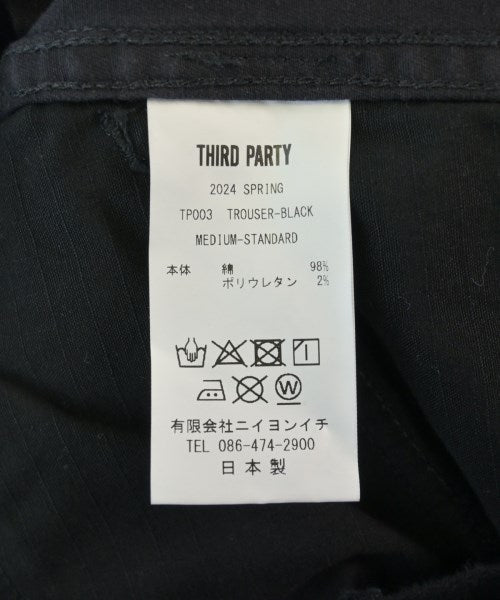 THIRD PARTY
2024 SPRING
TP003 TROUSER-BLACK
MEDIUM-STANDARD
本体 綿 98%
ポリウレタン 2%
W
有限会社ニイヨンイチ
TEL 086-474-2900
日本製